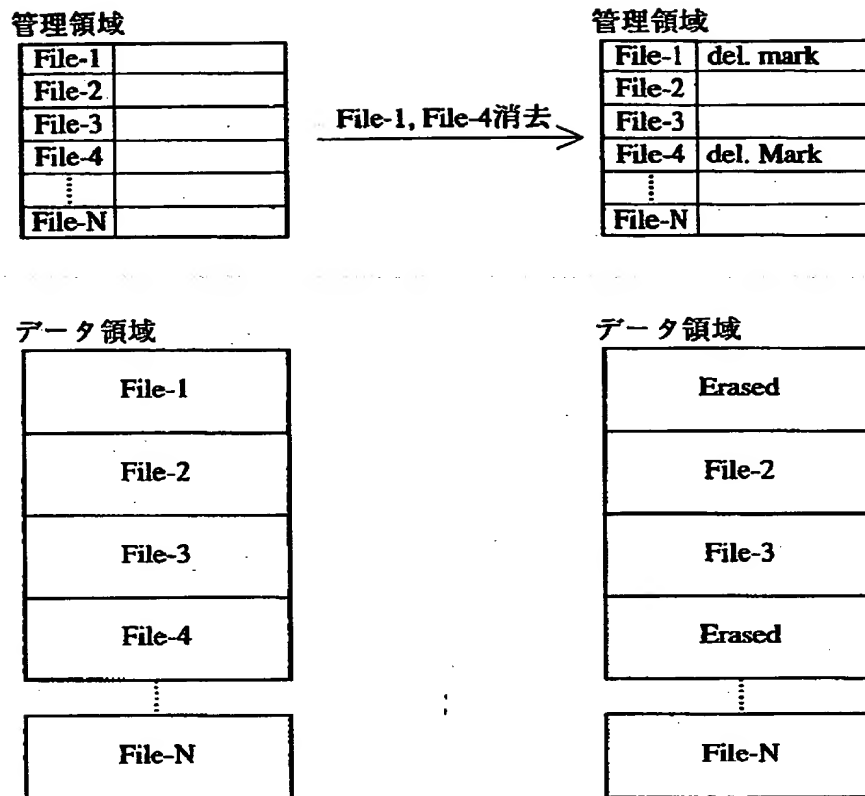 管理領域
File-1
File-2
File-3
File-4
File-N
File-1, File-4消去
管理領域
File-1 del. mark
File-2
File-3
File-4 del. Mark
File-N
データ領域
File-1
File-2
File-3
File-4
File-N
データ領域
Erased
File-2
File-3
Erased
File-N